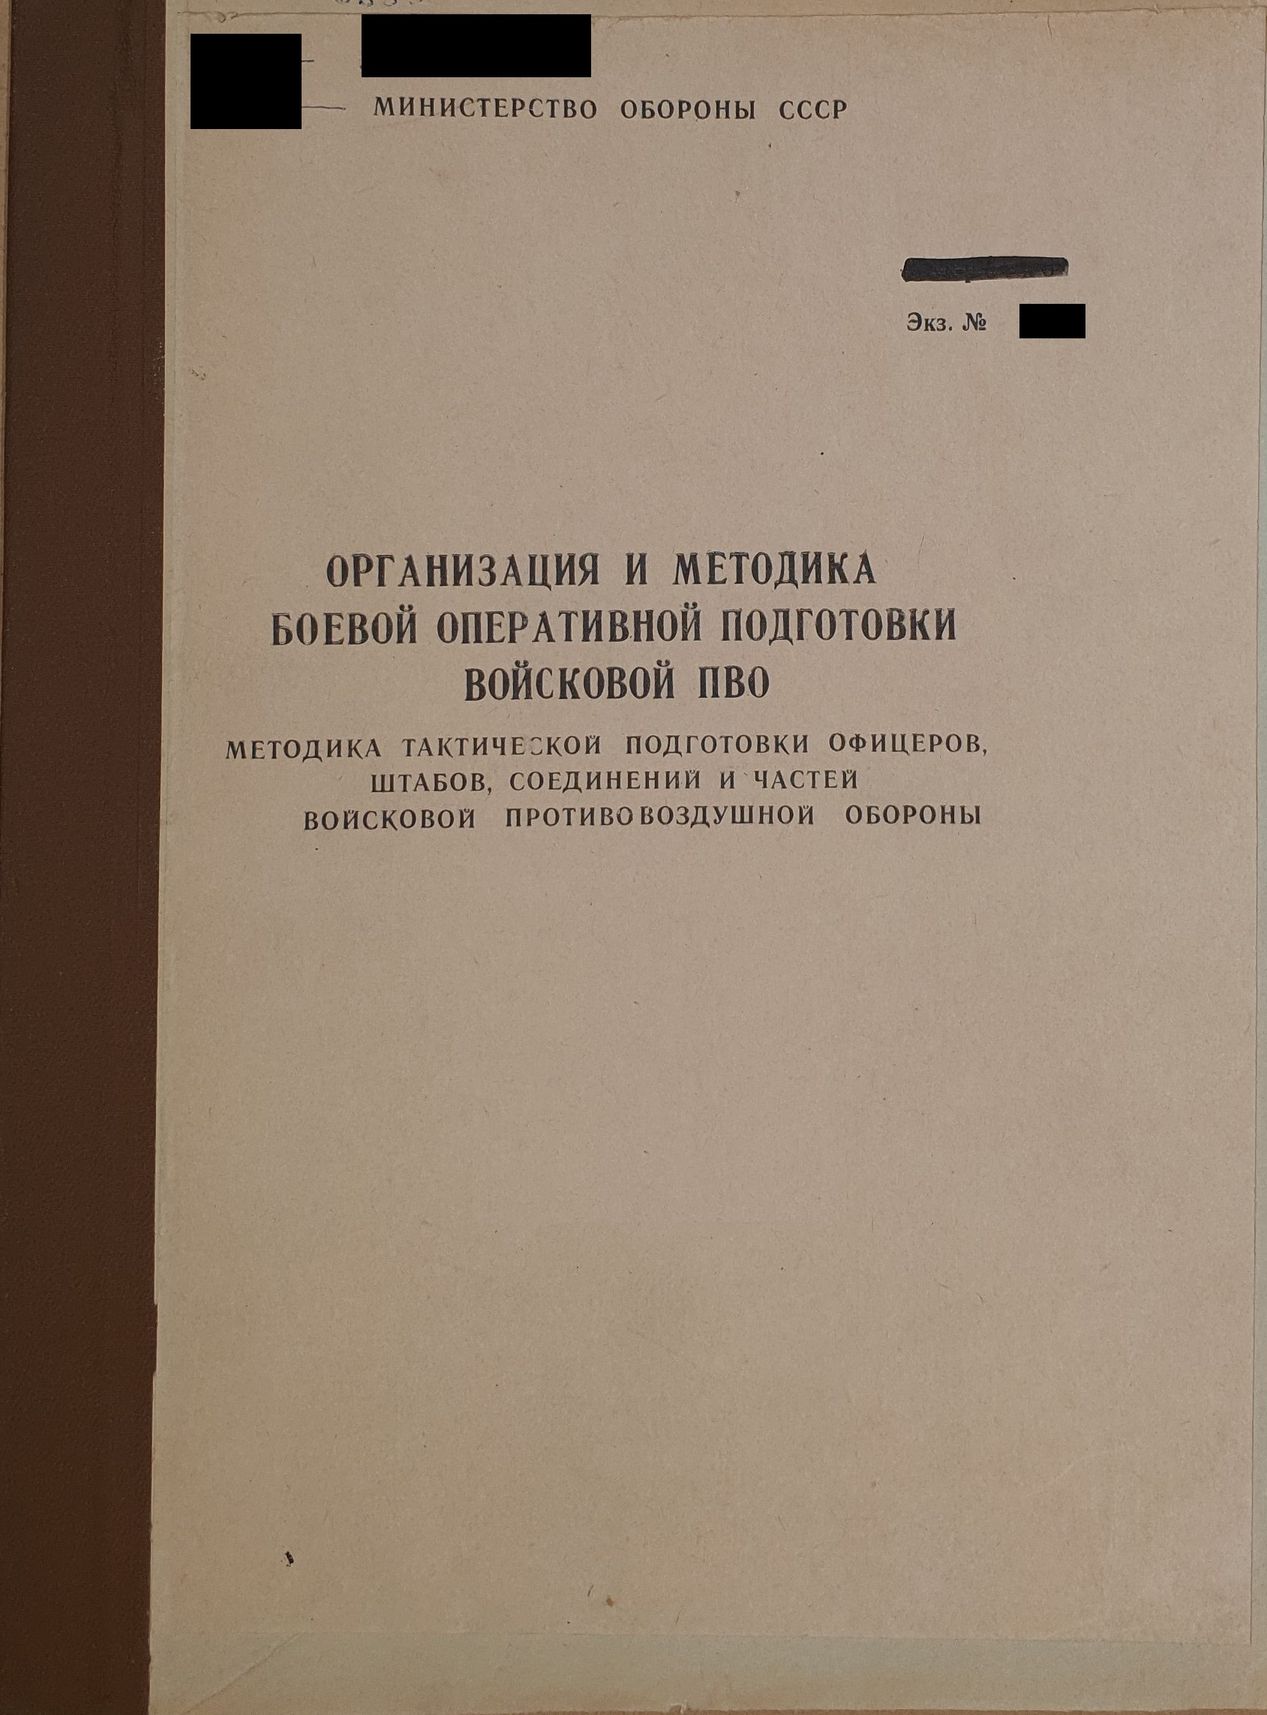 МИНИСТЕРСТВО ОБОРОНЫ СССР
Экз. №
ОРГАНИЗАЦИЯ И МЕТОДИКА
БОЕВОЙ ОПЕРАТИВНОЙ ПОДГОТОВКИ
ВОЙСКОВОЙ ПВО
МЕТОДИКА ТАКТИЧЕСКОЙ ПОДГОТОВКИ ОФИЦЕРОВ,
ШТАБОВ, СОЕДИНЕНИЙ И ЧАСТЕЙ
ВОЙСКОВОЙ ПРОТИВОВОЗДУШНОЙ ОБОРОНЫ